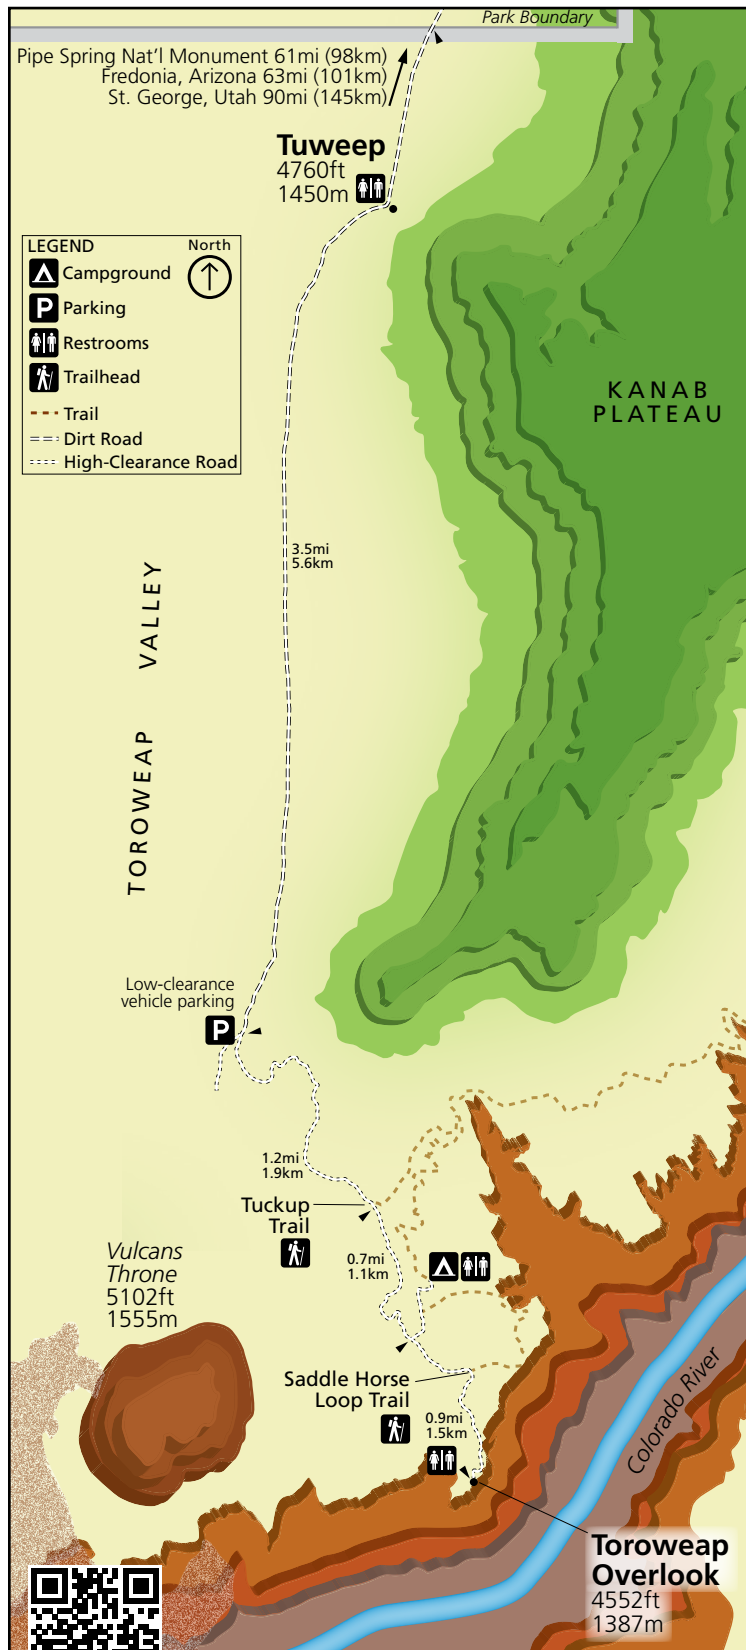 Park Boundary
Pipe Spring Nat'l Monument 61mi (98km)
Fredonia, Arizona 63mi (101km)
St. George, Utah 90mi (145km)
Tuweep
4760ft
1450m
LEGEND
North
Campground
P Parking
Restrooms
Trailhead
Trail
Dirt Road
High-Clearance Road
KANAB
PLATEAU
3.5mi
5.6km
TOROWEAP VALLEY
Low-clearance
vehicle parking
P
1.2mi
1.9km
Tuckup
Trail
0.7mi
1.1km
Vulcans
Throne
5102ft
1555m
Saddle Horse
Loop Trail
0.9mi
1.5km
Colorado River
Toroweap
Overlook
4552ft
1387m